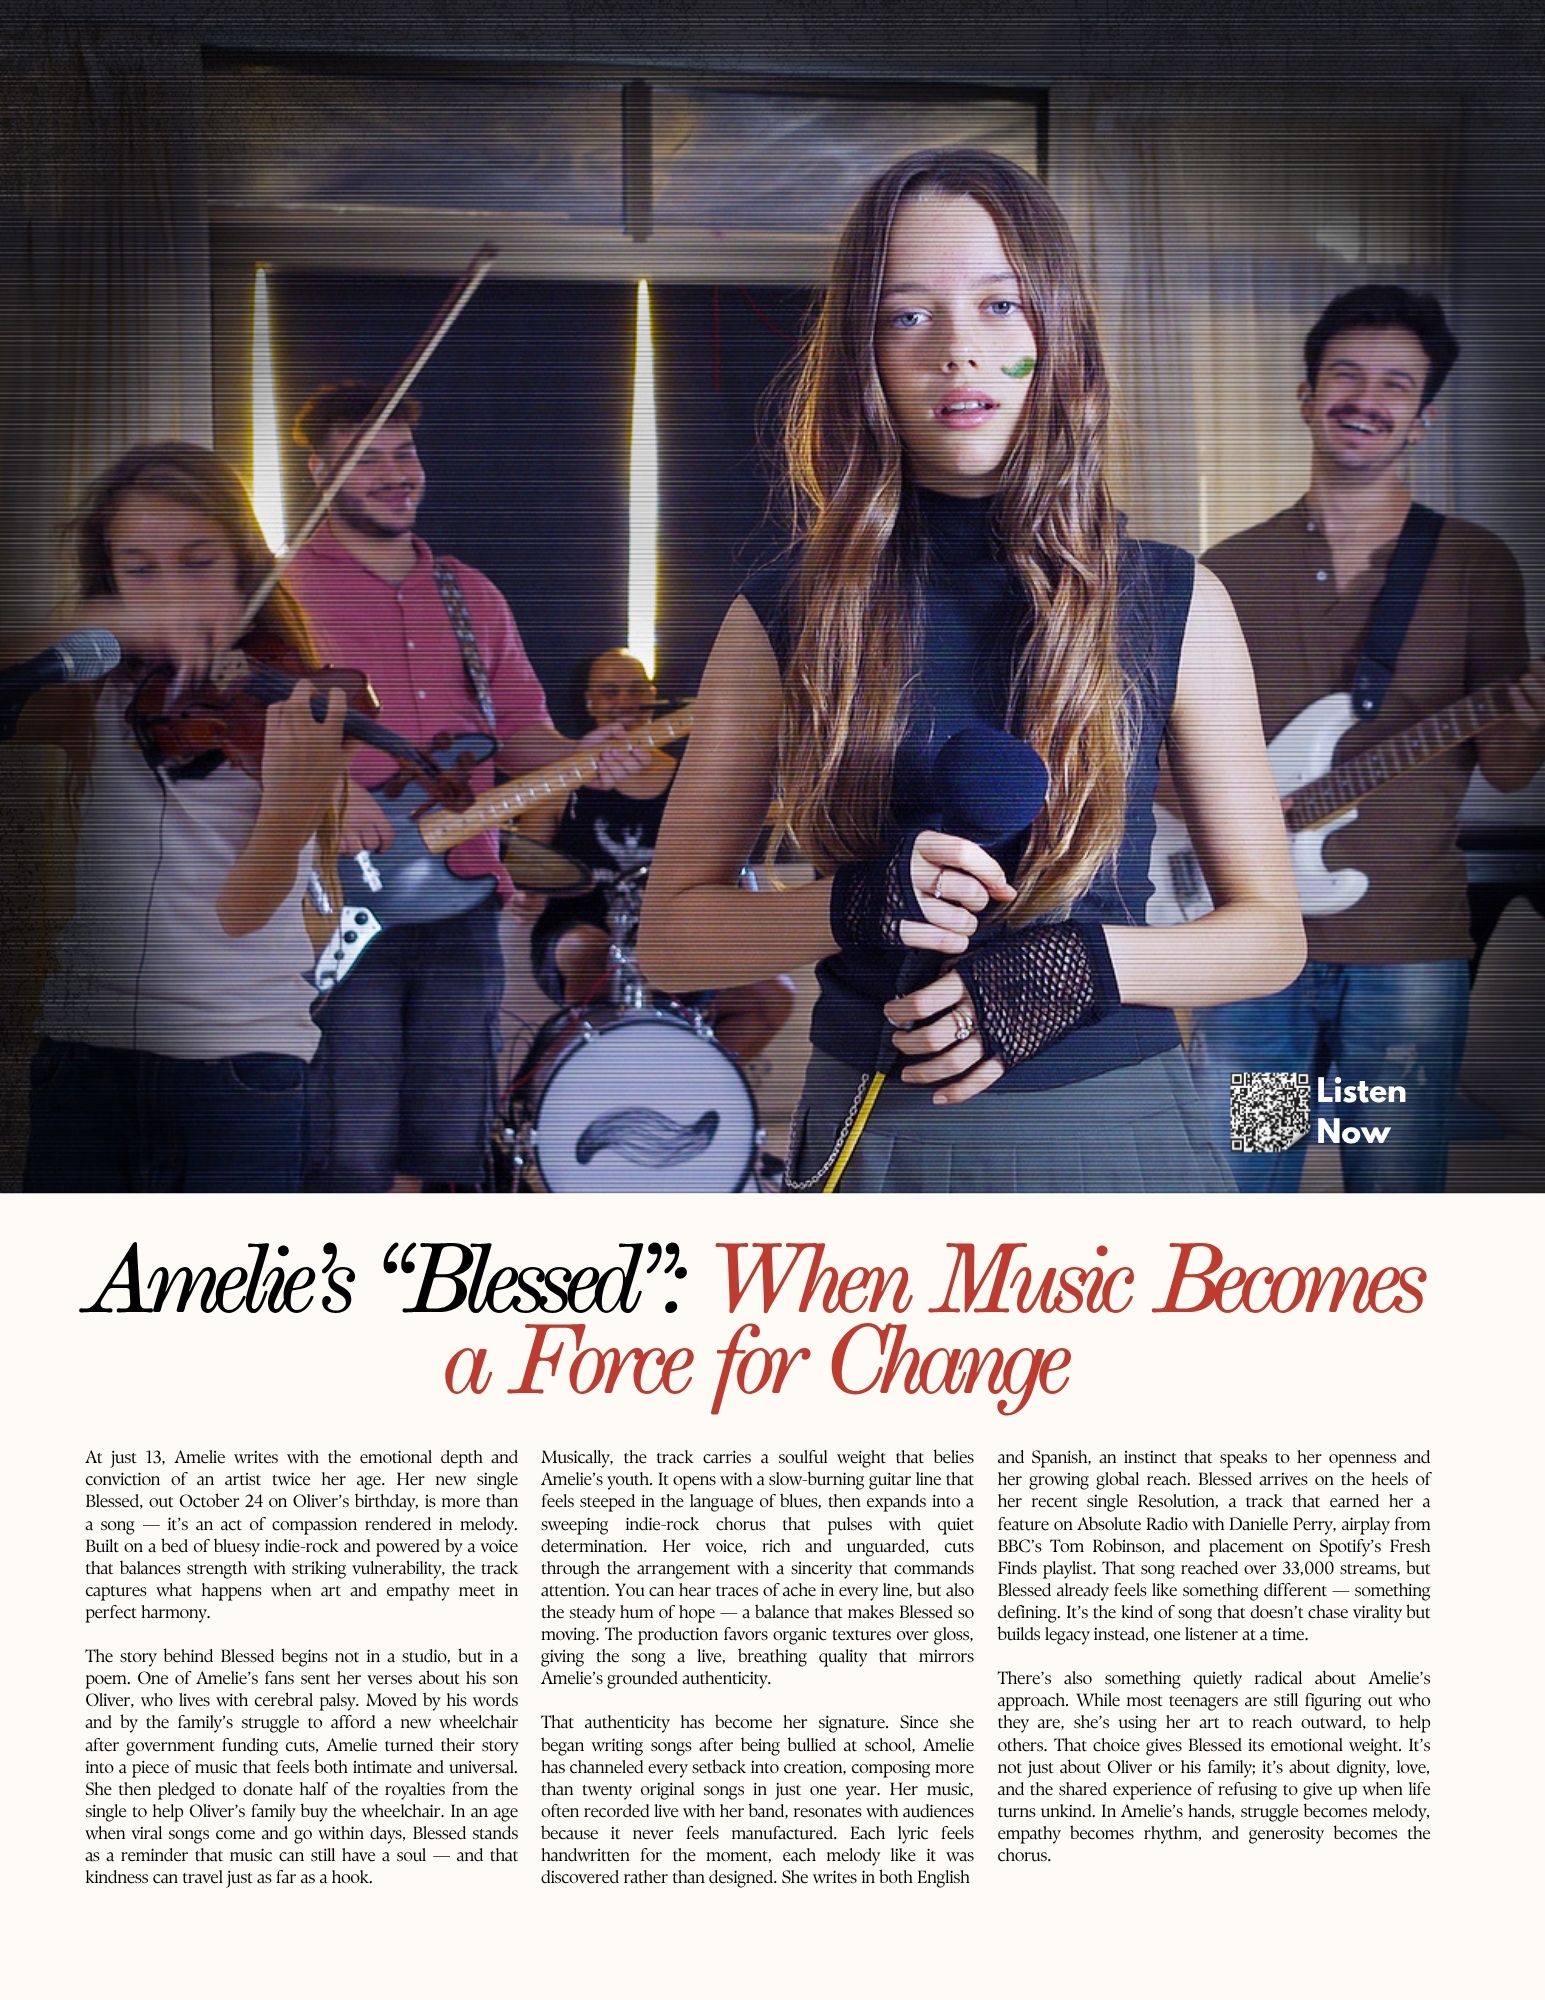 Listen
Now
Amelie’s “Blessed”: When Music Becomes
a Force for Change
At just 13, Amelie writes with the emotional depth and
conviction of an artist twice her age. Her new single
Blessed, out October 24 on Oliver’s birthday, is more than
a song — it’s an act of compassion rendered in melody.
Built on a bed of bluesy indie-rock and powered by a voice
that balances strength with striking vulnerability, the track
captures what happens when art and empathy meet in
perfect harmony.
The story behind Blessed begins not in a studio, but in a
poem. One of Amelie’s fans sent her verses about his son
Oliver, who lives with cerebral palsy. Moved by his words
and by the family’s struggle to afford a new wheelchair
after government funding cuts, Amelie turned their story
into a piece of music that feels both intimate and universal.
She then pledged to donate half of the royalties from the
single to help Oliver’s family buy the wheelchair. In an age
when viral songs come and go within days, Blessed stands
as a reminder that music can still have a soul — and that
kindness can travel just as far as a hook.
Musically, the track carries a soulful weight that belies
Amelie’s youth. It opens with a slow-burning guitar line that
feels steeped in the language of blues, then expands into a
sweeping indie-rock chorus that pulses with quiet
determination. Her voice, rich and unguarded, cuts
through the arrangement with a sincerity that commands
attention. You can hear traces of ache in every line, but also
the steady hum of hope — a balance that makes Blessed so
moving. The production favors organic textures over gloss,
giving the song a live, breathing quality that mirrors
Amelie’s grounded authenticity.
That authenticity has become her signature. Since she
began writing songs after being bullied at school, Amelie
has channeled every setback into creation, composing more
than twenty original songs in just one year. Her music,
often recorded live with her band, resonates with audiences
because it never feels manufactured. Each lyric feels
handwritten for the moment, each melody like it was
discovered rather than designed. She writes in both English
and Spanish, an instinct that speaks to her openness and
her growing global reach. Blessed arrives on the heels of
her recent single Resolution, a track that earned her a
feature on Absolute Radio with Danielle Perry, airplay from
BBC’s Tom Robinson, and placement on Spotify’s Fresh
Finds playlist. That song reached over 33,000 streams, but
Blessed already feels like something different — something
defining. It’s the kind of song that doesn’t chase virality but
builds legacy instead, one listener at a time.
There’s also something quietly radical about Amelie’s
approach. While most teenagers are still figuring out who
they are, she’s using her art to reach outward, to help
others. That choice gives Blessed its emotional weight. It’s
not just about Oliver or his family; it’s about dignity, love,
and the shared experience of refusing to give up when life
turns unkind. In Amelie’s hands, struggle becomes melody,
empathy becomes rhythm, and generosity becomes the
chorus.